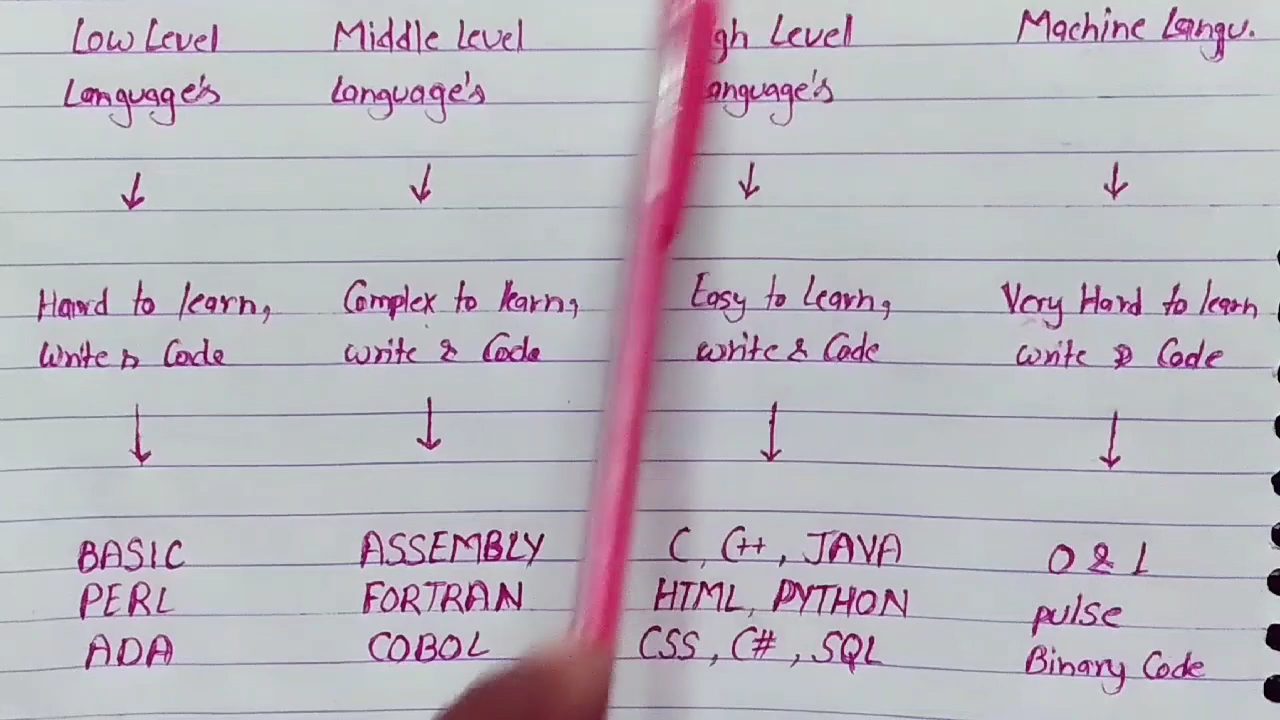 Low Level
Language's
Middle Level
Language's
gh Level
anguage's
Machine Langu.
Hard to learn,
Write & Code
Complex to learn,
write & Code
Easy to Learn,
write & Code
Very Hard to learn
write & Code
BASIC
PERL
ADA
ASSEMBLY
FORTRAN
COBOL
C, C++, JAVA
HTML, PYTHON
CSS, C#, SQL
0 & 1
pulse
Binary Code